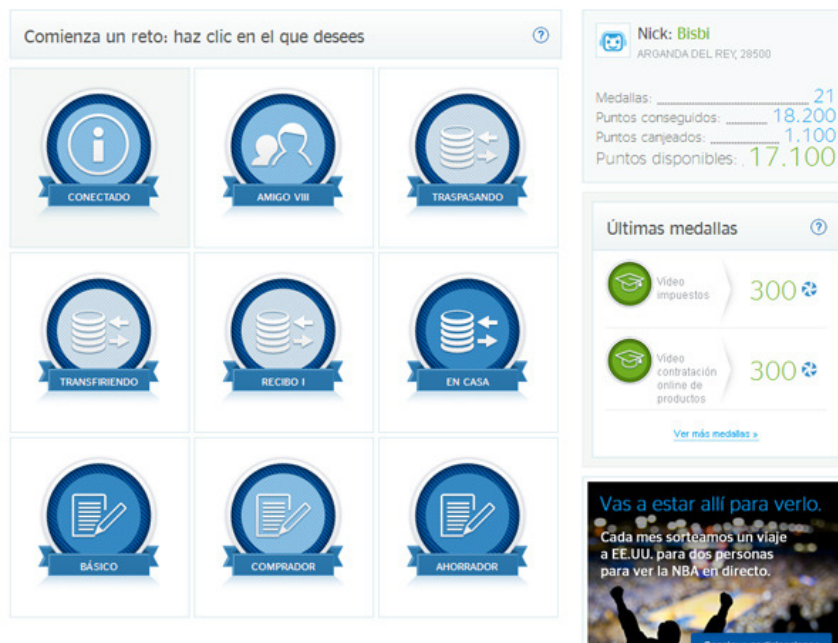 Comienza un reto: haz clic en el que desees
?
CONECTADO
AMIGO VIII
TRASPASANDO
TRANSFIRIENDO
RECIBO I
EN CASA
BÁSICO
COMPRADOR
AHORRADOR
Nick: Bisbi
ARGANDA DEL REY, 28500
Medallas: 21
Puntos conseguidos: 18.200
Puntos canjeados: 1.100
Puntos disponibles: 17.100
Últimas medallas
?
Vídeo
impuestos
300
Vídeo
contratación
online de
productos
300
Ver más medallas »
Vas a estar allí para verlo.
Cada mes sorteamos un viaje
a EE.UU. para dos personas
para ver la NBA en directo.